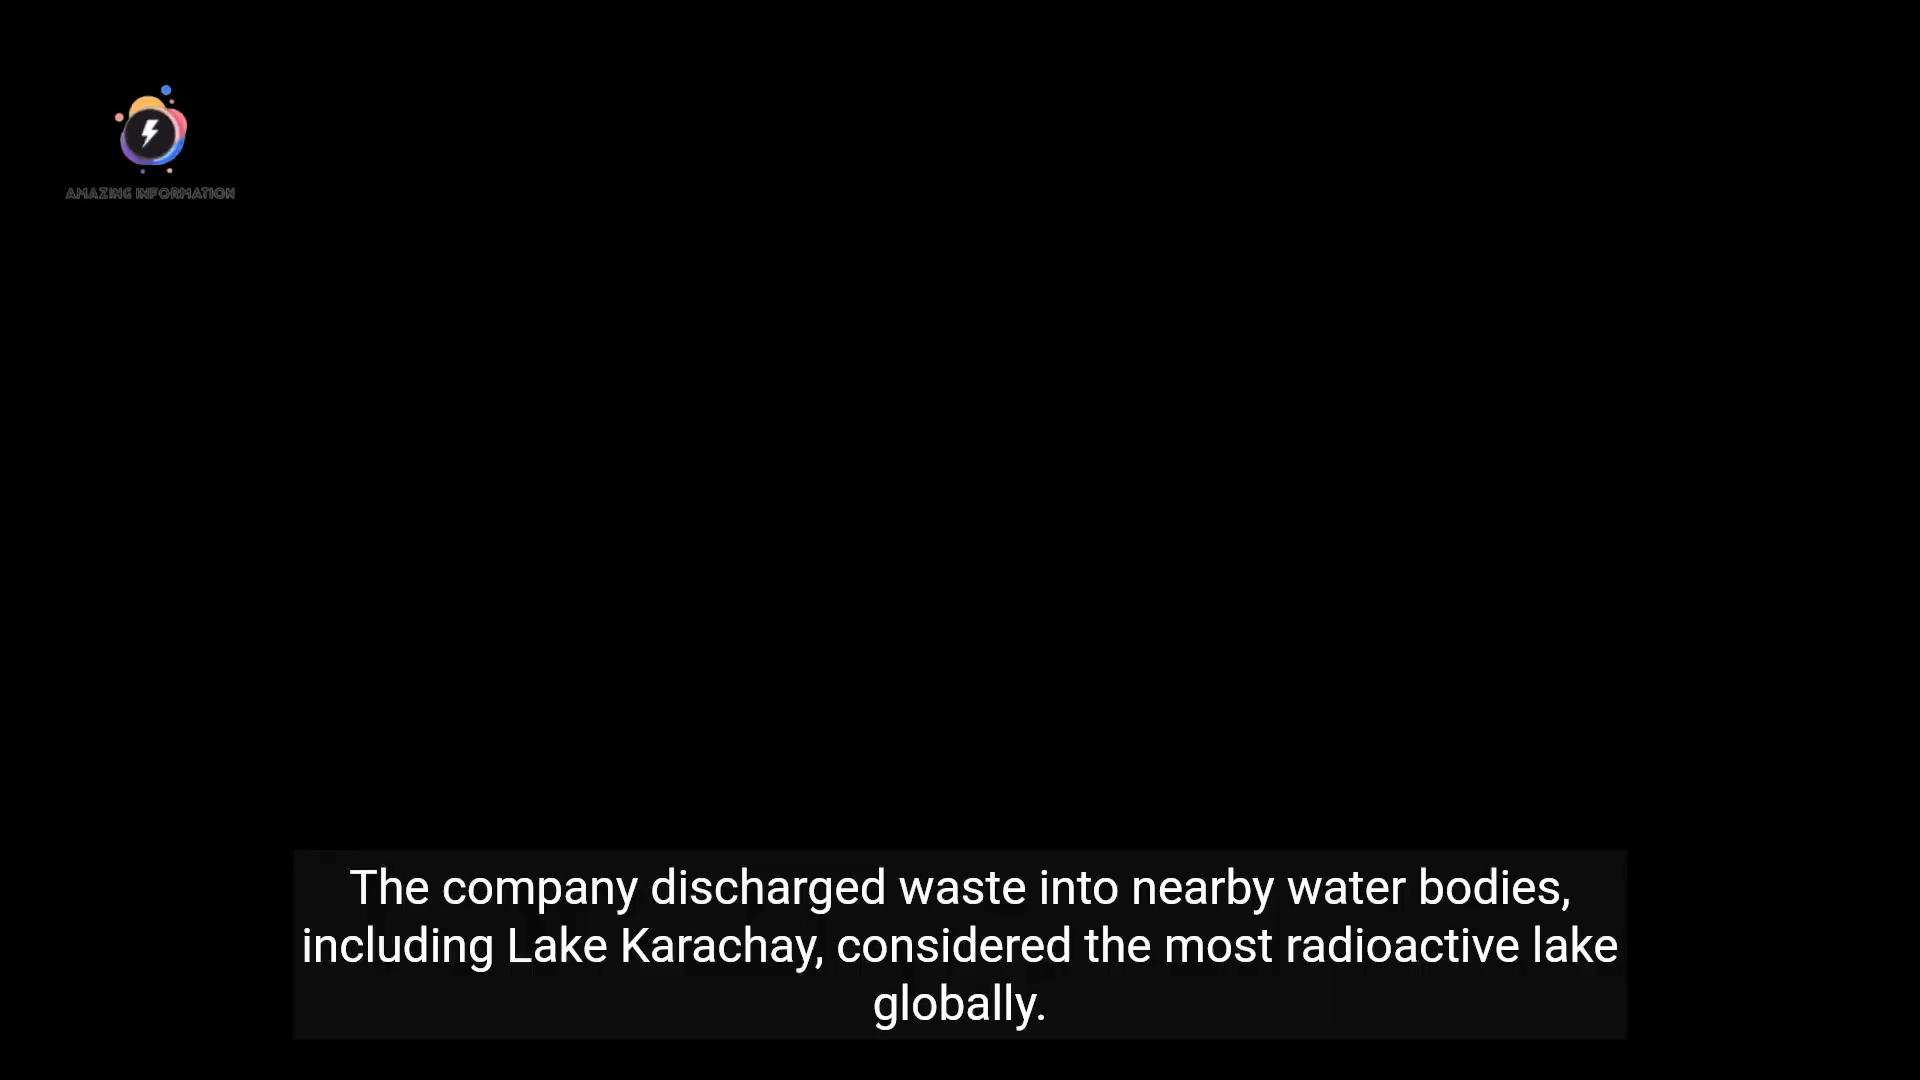 AMAZING INFORMATION
The company discharged waste into nearby water bodies,
including Lake Karachay, considered the most radioactive lake
globally.